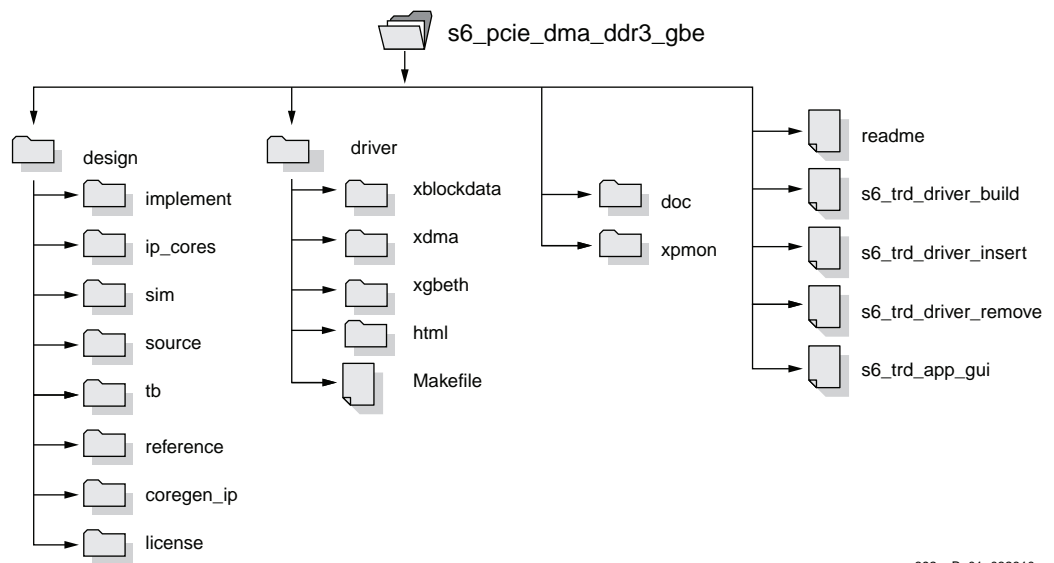 s6_pcie_dma_ddr3_gbe
design
implement
ip_cores
sim
source
tb
reference
coregen_ip
license
driver
xblockdata
xdma
xgbeth
html
Makefile
doc
xpmon
readme
s6_trd_driver_build
s6_trd_driver_insert
s6_trd_driver_remove
s6_trd_app_gui